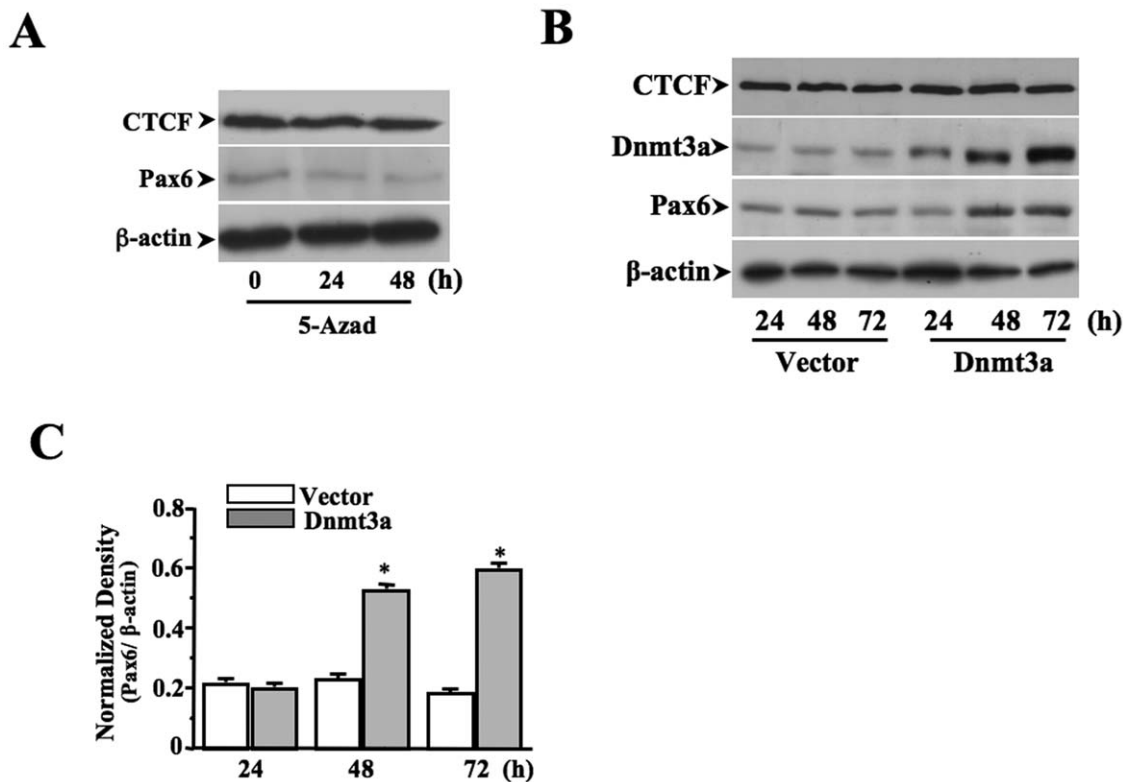 A
CTCF
Pax6
β-actin
0 24 48 (h)
5-Azad
B
CTCF
Dnmt3a
Pax6
β-actin
24 48 72 24 48 72 (h)
Vector Dnmt3a
C
Vector
Dnmt3a
Normalized Density
(Pax6/ β-actin)
0.8
0.6
0.4
0.2
0
* *
24 48 72 (h)